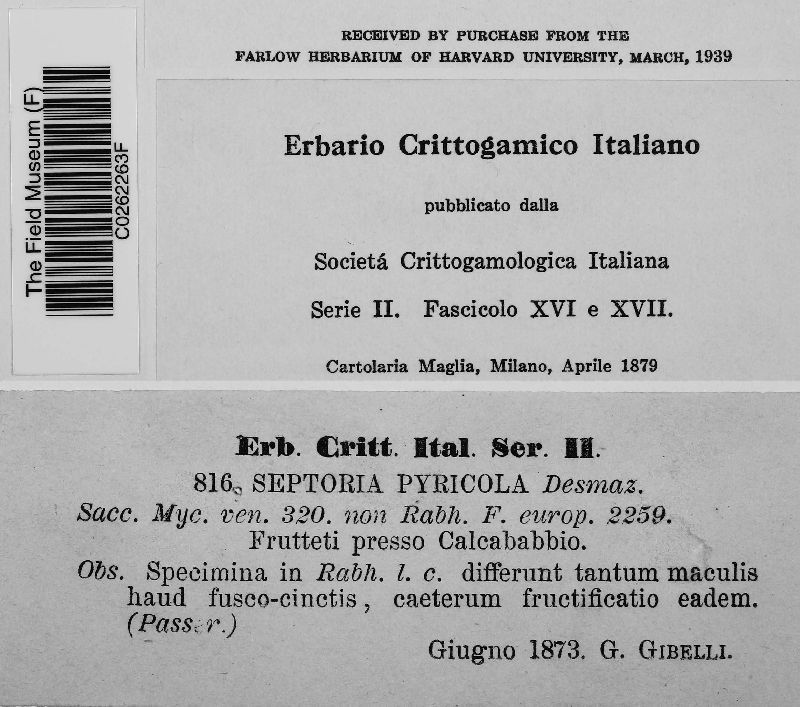 RECEIVED BY PURCHASE FROM THE
FARLOW HERBARIUM OF HARVARD UNIVERSITY, MARCH, 1939
The Field Museum (F)
C0262263F
Erbario Crittogamico Italiano
pubblicato dalla
Societá Crittogamologica Italiana
Serie II. Fascicolo XVI e XVII.
Cartolaria Maglia, Milano, Aprile 1879
Erb. Critt. Ital. Ser. II.
816. SEPTORIA PYRICOLA Desmaz.
Sacc. Myc. ven. 320. non Rabh. F. europ. 2259.
Frutteti presso Calcababbio.
Obs. Specimina in Rabh. l. c. differunt tantum maculis
haud fusco-cinctis, caeterum fructificatio eadem.
(Passer.)
Giugno 1873. G. GIBELLI.